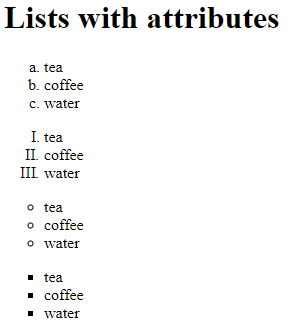 Lists with attributes
a. tea
b. coffee
c. water
I. tea
II. coffee
III. water
○ tea
○ coffee
○ water
▪ tea
▪ coffee
▪ water